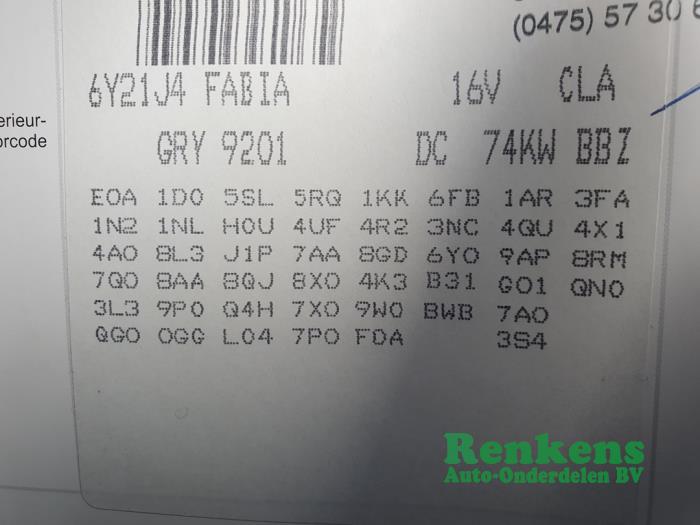 (0475) 57 30
6Y21J4 FABIA 16V CLA
erieur-
orcode
GRY 9201 DC 74KW BBZ
E0A 1D0 5SL 5RQ 1KK 6FB 1AR 3FA
1N2 1NL H0U 4UF 4R2 3NC 4QU 4X1
4A0 8L3 J1P 7AA 8GD 6Y0 9AP 8RM
7Q0 8AA 8QJ 8X0 4K3 B31 G01 QN0
3L3 9P0 Q4H 7X0 9W0 BWB 7A0
QG0 0GG L04 7P0 F0A 3S4
Renkens
Auto-Onderdelen BV